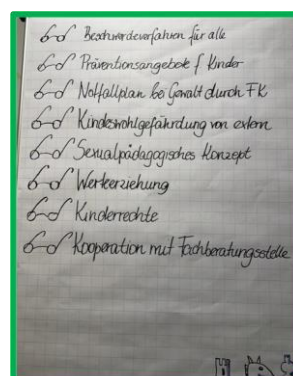 Beschwerdeverfahren für alle
Präventionsangebote f Kinder
Notfallplan bei Gewalt durch FK
Kindeswohlgefährdung von extern
Sexualpädagogisches Konzept
Werteerziehung
Kinderrechte
Kooperation mit Fachberatungsstelle